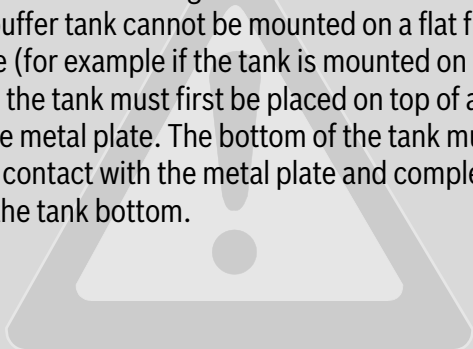 buffer tank cannot be mounted on a flat f
e (for example if the tank is mounted on
the tank must first be placed on top of a
e metal plate. The bottom of the tank mu
contact with the metal plate and comple
the tank bottom.